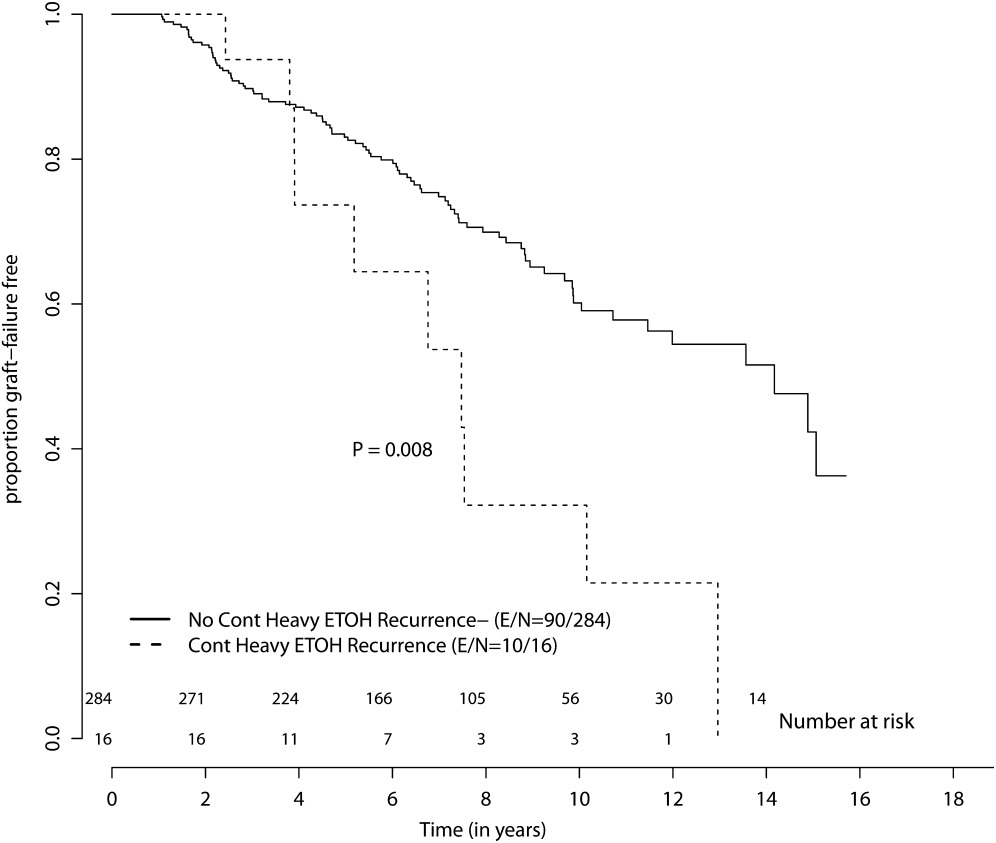 1.0
0.8
0.6
0.4
0.2
0.0
proportion graft−failure free
P = 0.008
No Cont Heavy ETOH Recurrence− (E/N=90/284)
Cont Heavy ETOH Recurrence (E/N=10/16)
284 271 224 166 105 56 30 14
Number at risk
16 16 11 7 3 3 1
0 2 4 6 8 10 12 14 16 18
Time (in years)